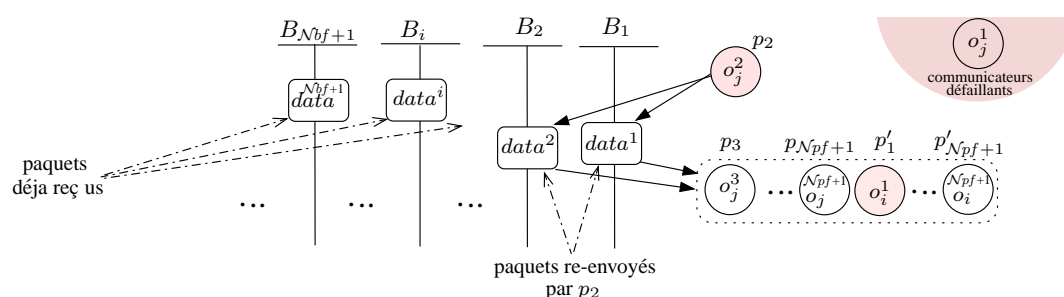 B_{𝒩bf+1} B_i B_2 B_1 p_2
o_j^1
communicateurs
défaillants
o_j^2
data^{𝒩bf+1} data^i
data^2 data^1
paquets
déja reç us
p_3 p_{𝒩pf+1} p'_1 p'_{𝒩pf+1}
o_j^3 ... o_j^{𝒩pf+1} o_i^1 ... o_i^{𝒩pf+1}
... ... ...
paquets re-envoyés
par p_2